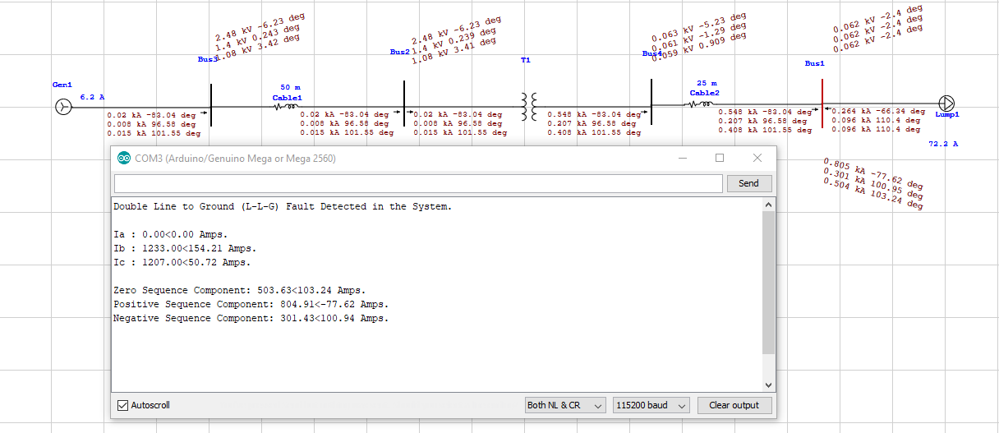 2.48 kV -6.23 deg
1.4 kV 0.243 deg
1.08 kV 3.42 deg
Bus3
2.48 kV -6.23 deg
1.4 kV 0.239 deg
1.08 kV 3.41 deg
Bus2
T1
0.063 kV -5.23 deg
0.061 kV -1.29 deg
0.059 kV 0.909 deg
Bus4
0.062 kV -2.4 deg
0.062 kV -2.4 deg
0.062 kV -2.4 deg
Bus1
Gen1
6.2 A
50 m
Cable1
25 m
Cable2
Lump1
72.2 A
0.02 kA -83.04 deg
0.008 kA 96.58 deg
0.015 kA 101.55 deg
0.02 kA -83.04 deg
0.008 kA 96.58 deg
0.015 kA 101.55 deg
0.02 kA -83.04 deg
0.008 kA 96.58 deg
0.015 kA 101.55 deg
0.548 kA -83.04 deg
0.207 kA 96.58 deg
0.408 kA 101.55 deg
0.548 kA -83.04 deg
0.207 kA 96.58 deg
0.408 kA 101.55 deg
0.264 kA -66.34 deg
0.096 kA 110.4 deg
0.096 kA 110.4 deg
0.805 kA -77.62 deg
0.301 kA 100.95 deg
0.504 kA 103.24 deg
COM3 (Arduino/Genuino Mega or Mega 2560)
Send
Double Line to Ground (L-L-G) Fault Detected in the System.
Ia : 0.00<0.00 Amps.
Ib : 1233.00<154.21 Amps.
Ic : 1207.00<50.72 Amps.
Zero Sequence Component: 503.63<103.24 Amps.
Positive Sequence Component: 804.91<-77.62 Amps.
Negative Sequence Component: 301.43<100.94 Amps.
Autoscroll
Both NL & CR
115200 baud
Clear output